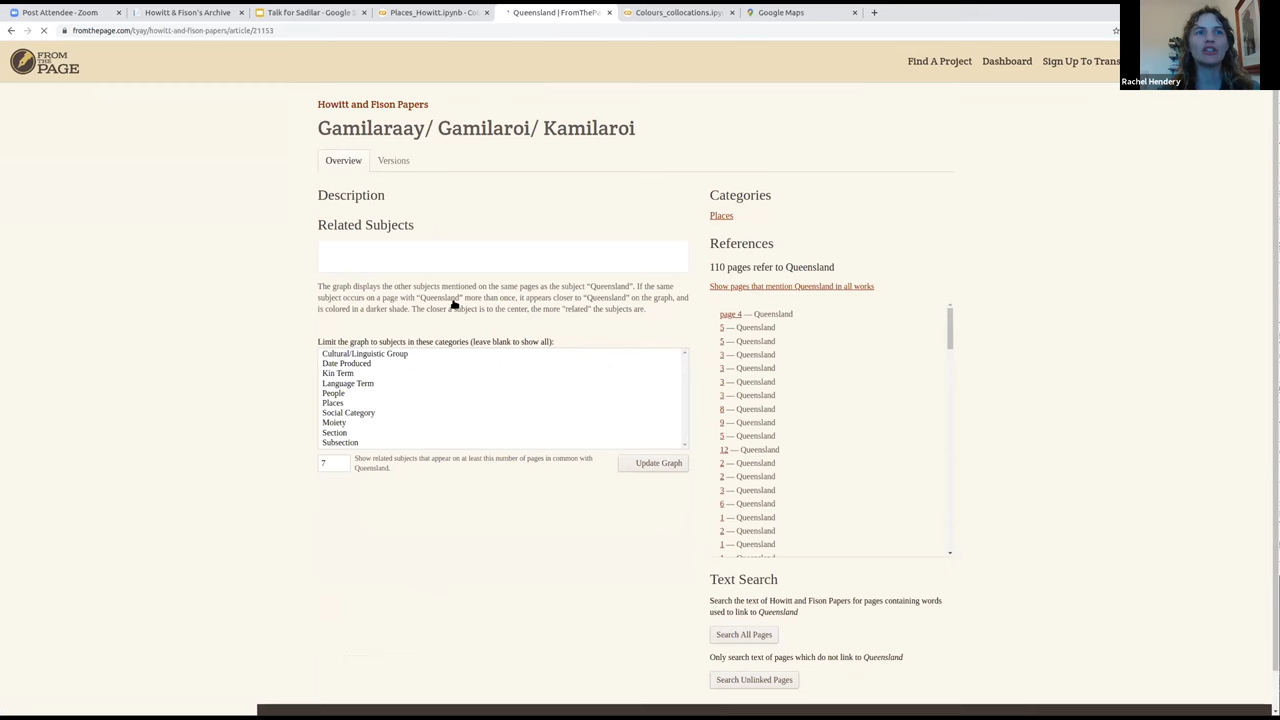 Post Attendee - Zoom
Howitt & Fison's Archive
Talk for Sadilar - Google S
Places_Howitt.ipynb - Col
Queensland | FromThePa
Colours_collocations.ipy
Google Maps
fromthepage.com/tyay/howitt-and-fison-papers/article/21153
FROM
THE
PAGE
Find A Project
Dashboard
Sign Up To Trans
Rachel Hendery
Howitt and Fison Papers
Gamilaraay/ Gamilaroi/ Kamilaroi
Overview
Versions
Description
Related Subjects
The graph displays the other subjects mentioned on the same pages as the subject “Queensland”. If the same
subject occurs on a page with “Queensland” more than once, it appears closer to “Queensland” on the graph, and
is colored in a darker shade. The closer a subject is to the center, the more "related" the subjects are.
Limit the graph to subjects in these categories (leave blank to show all):
Cultural/Linguistic Group
Date Produced
Kin Term
Language Term
People
Places
Social Category
Moiety
Section
Subsection
7
Show related subjects that appear on at least this number of pages in common with
Queensland.
Update Graph
Categories
Places
References
110 pages refer to Queensland
Show pages that mention Queensland in all works
page 4 — Queensland
5 — Queensland
5 — Queensland
3 — Queensland
3 — Queensland
3 — Queensland
3 — Queensland
8 — Queensland
9 — Queensland
5 — Queensland
12 — Queensland
2 — Queensland
2 — Queensland
3 — Queensland
6 — Queensland
1 — Queensland
2 — Queensland
1 — Queensland
Text Search
Search the text of Howitt and Fison Papers for pages containing words
used to link to Queensland
Search All Pages
Only search text of pages which do not link to Queensland
Search Unlinked Pages